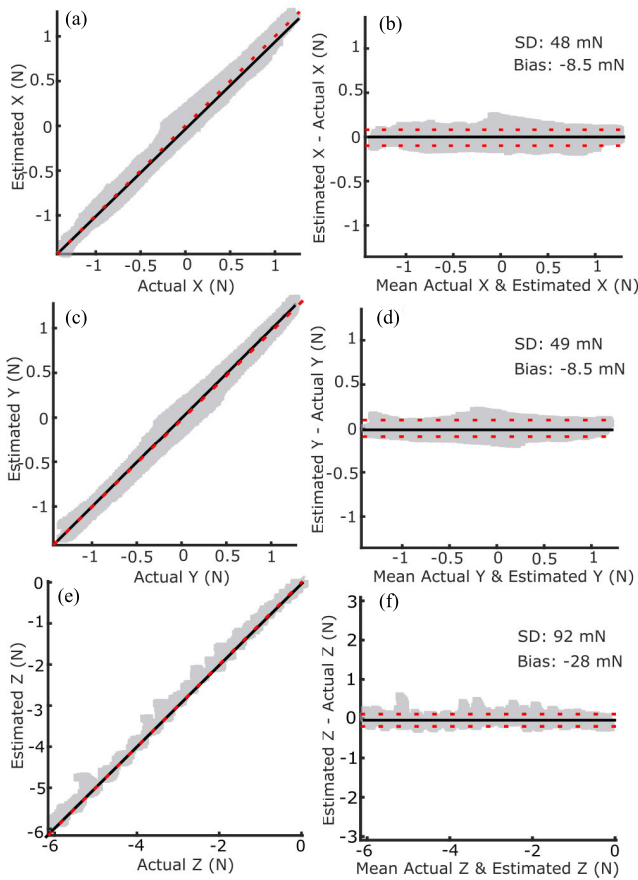 (a)
Estimated X (N)
1
0.5
0
-0.5
-1
-1
-0.5
0
0.5
1
Actual X (N)
(b)
SD: 48 mN
Bias: -8.5 mN
Estimated X - Actual X (N)
1
0.5
0
-0.5
-1
-1
-0.5
0
0.5
1
Mean Actual X & Estimated X (N)
(c)
Estimated Y (N)
1
0.5
0
-0.5
-1
-1
-0.5
0
0.5
1
Actual Y (N)
(d)
SD: 49 mN
Bias: -8.5 mN
Estimated Y - Actual Y (N)
1
0.5
0
-0.5
-1
-1
-0.5
0
0.5
1
Mean Actual Y & Estimated Y (N)
(e)
Estimated Z (N)
0
-1
-2
-3
-4
-5
-6
-6
-4
-2
0
Actual Z (N)
(f)
SD: 92 mN
Bias: -28 mN
Estimated Z - Actual Z (N)
3
2
1
0
-1
-2
-3
-6
-4
-2
0
Mean Actual Z & Estimated Z (N)